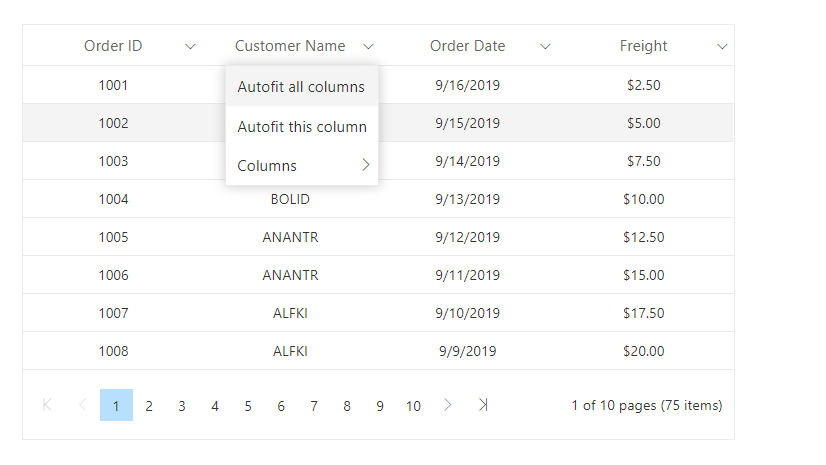 Order ID Customer Name Order Date Freight
1001 Autofit all columns 9/16/2019 $2.50
1002 Autofit this column 9/15/2019 $5.00
1003 Columns 9/14/2019 $7.50
1004 BOLID 9/13/2019 $10.00
1005 ANANTR 9/12/2019 $12.50
1006 ANANTR 9/11/2019 $15.00
1007 ALFKI 9/10/2019 $17.50
1008 ALFKI 9/9/2019 $20.00
1 2 3 4 5 6 7 8 9 10 1 of 10 pages (75 items)